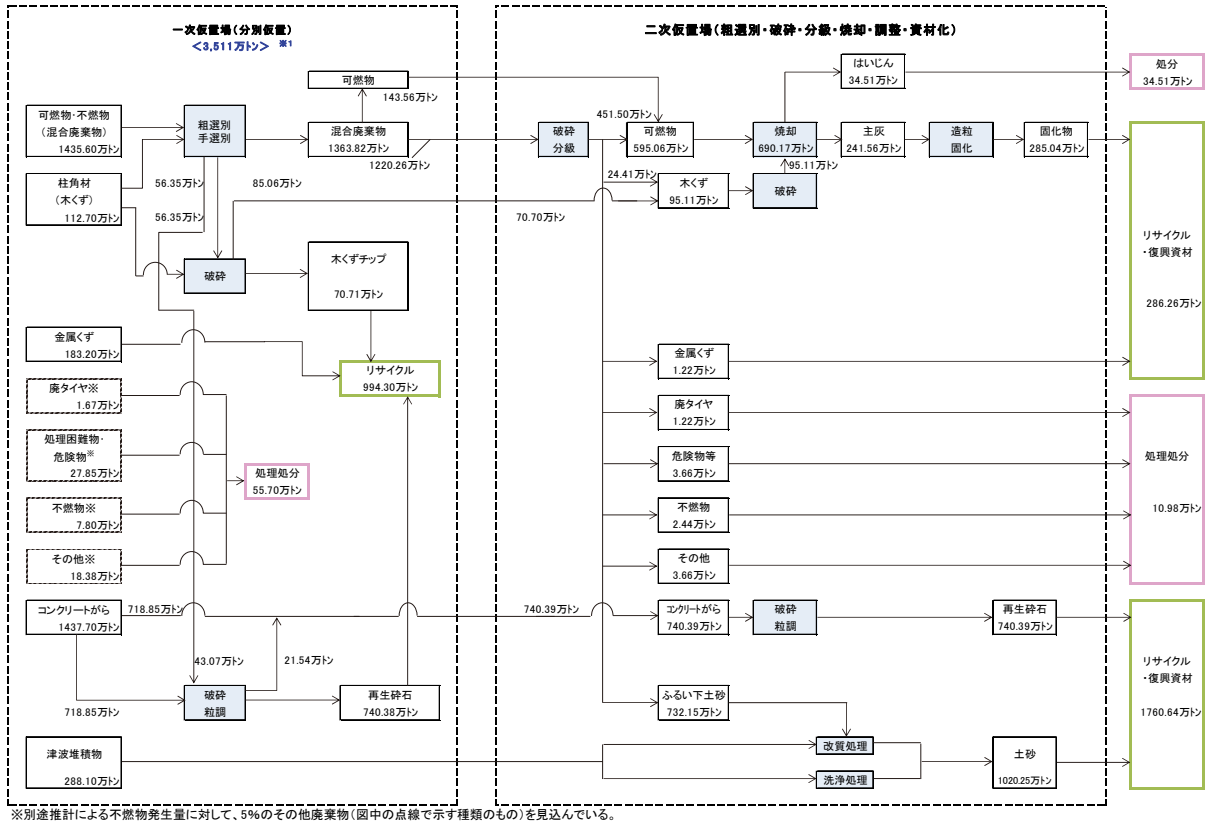 一次仮置場(分別仮置)
<3,511万トン> ※1
二次仮置場(粗選別・破砕・分級・焼却・調整・資材化)
可燃物
143.56万トン
はいじん
34.51万トン
処分
34.51万トン
可燃物・不燃物
(混合廃棄物)
1435.60万トン
粗選別
手選別
混合廃棄物
1363.82万トン
1220.26万トン
破砕
分級
451.50万トン
可燃物
595.06万トン
焼却
690.17万トン
主灰
241.56万トン
造粒
固化
固化物
285.04万トン
95.11万トン
柱角材
(木くず)
112.70万トン
56.35万トン
85.06万トン
56.35万トン
24.41万トン
木くず
95.11万トン
破砕
70.70万トン
破砕
木くずチップ
70.71万トン
リサイクル
・復興資材
286.26万トン
金属くず
183.20万トン
リサイクル
994.30万トン
金属くず
1.22万トン
廃タイヤ※
1.67万トン
廃タイヤ
1.22万トン
処理困難物・
危険物※
27.85万トン
処理処分
55.70万トン
危険物等
3.66万トン
処理処分
10.98万トン
不燃物※
7.80万トン
不燃物
2.44万トン
その他※
18.38万トン
その他
3.66万トン
コンクリートがら
1437.70万トン
718.85万トン
740.39万トン
コンクリートがら
740.39万トン
破砕
粒調
再生砕石
740.39万トン
43.07万トン
21.54万トン
718.85万トン
破砕
粒調
再生砕石
740.38万トン
ふるい下土砂
732.15万トン
リサイクル
・復興資材
1760.64万トン
津波堆積物
288.10万トン
改質処理
洗浄処理
土砂
1020.25万トン
※別途推計による不燃物発生量に対して、5%のその他廃棄物(図中の点線で示す種類のもの)を見込んでいる。